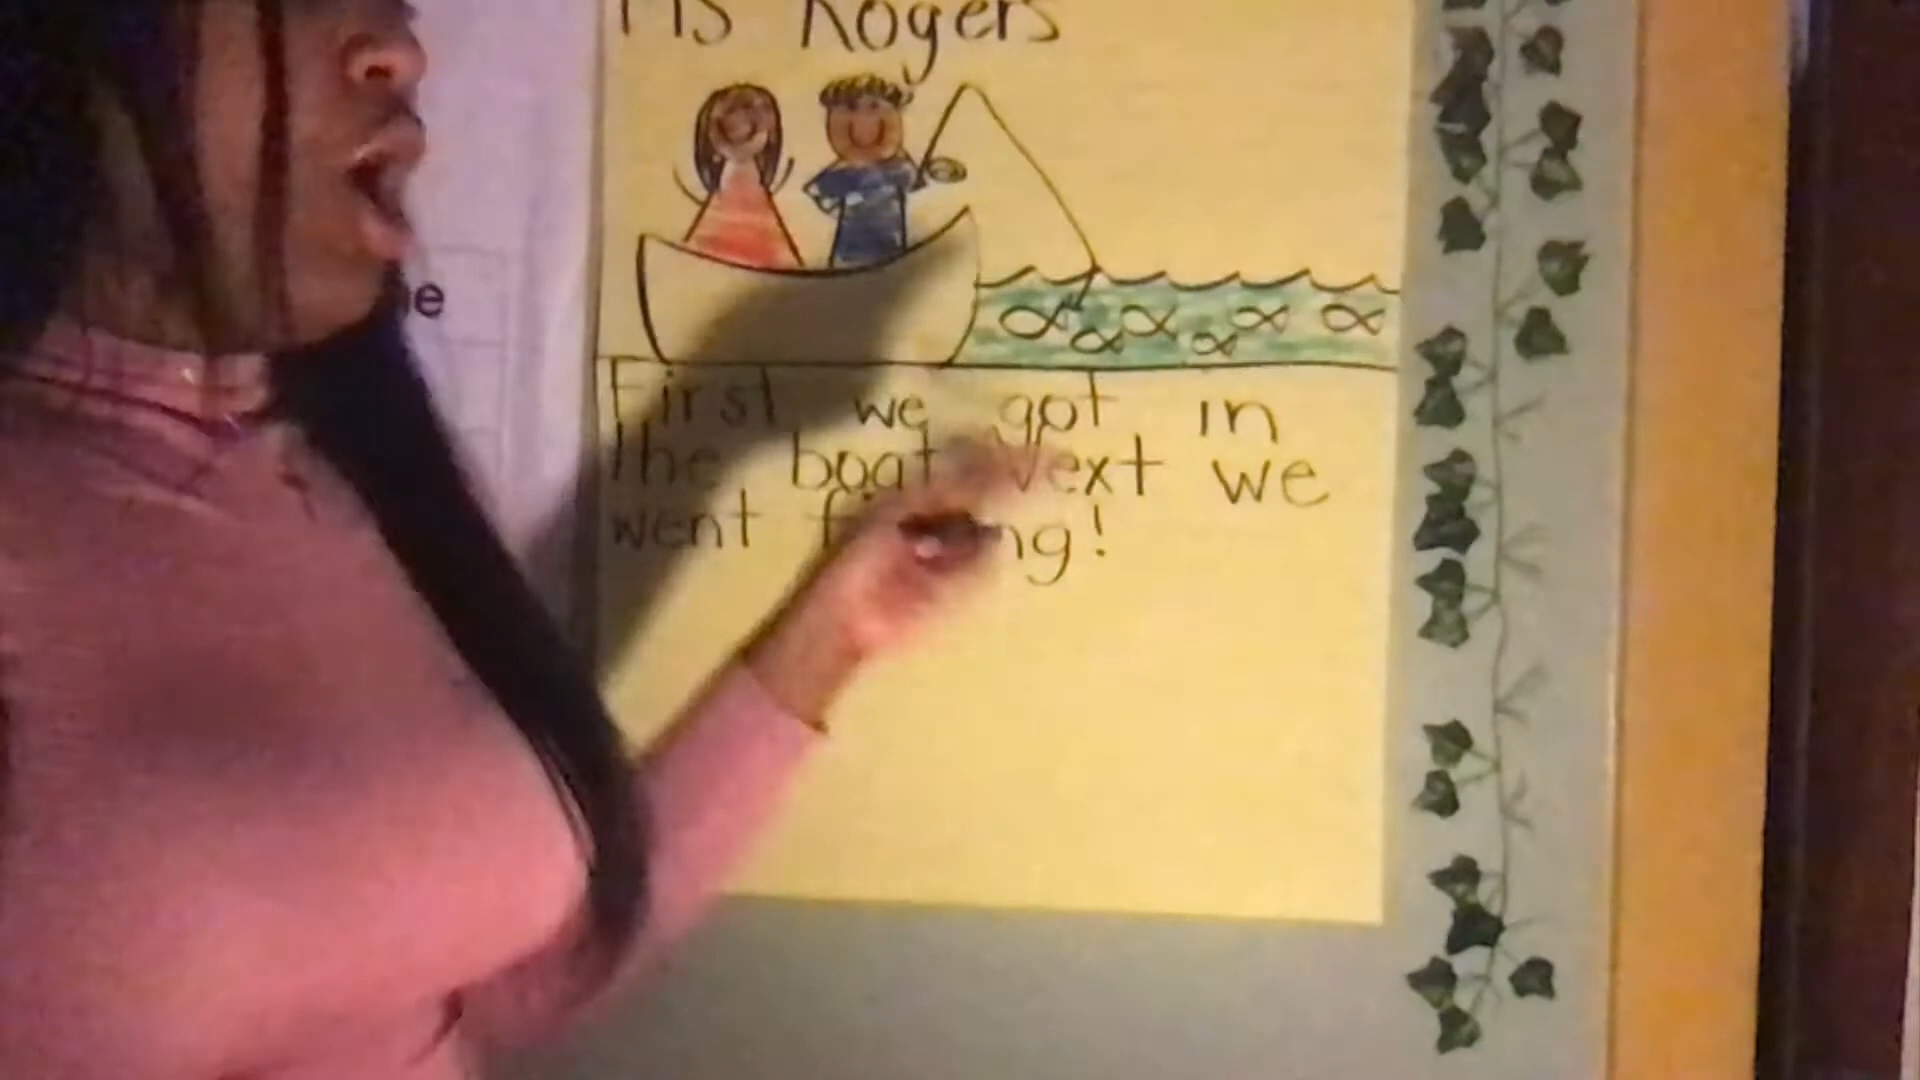 Ms Rogers
First we got in
the boat Next we
went